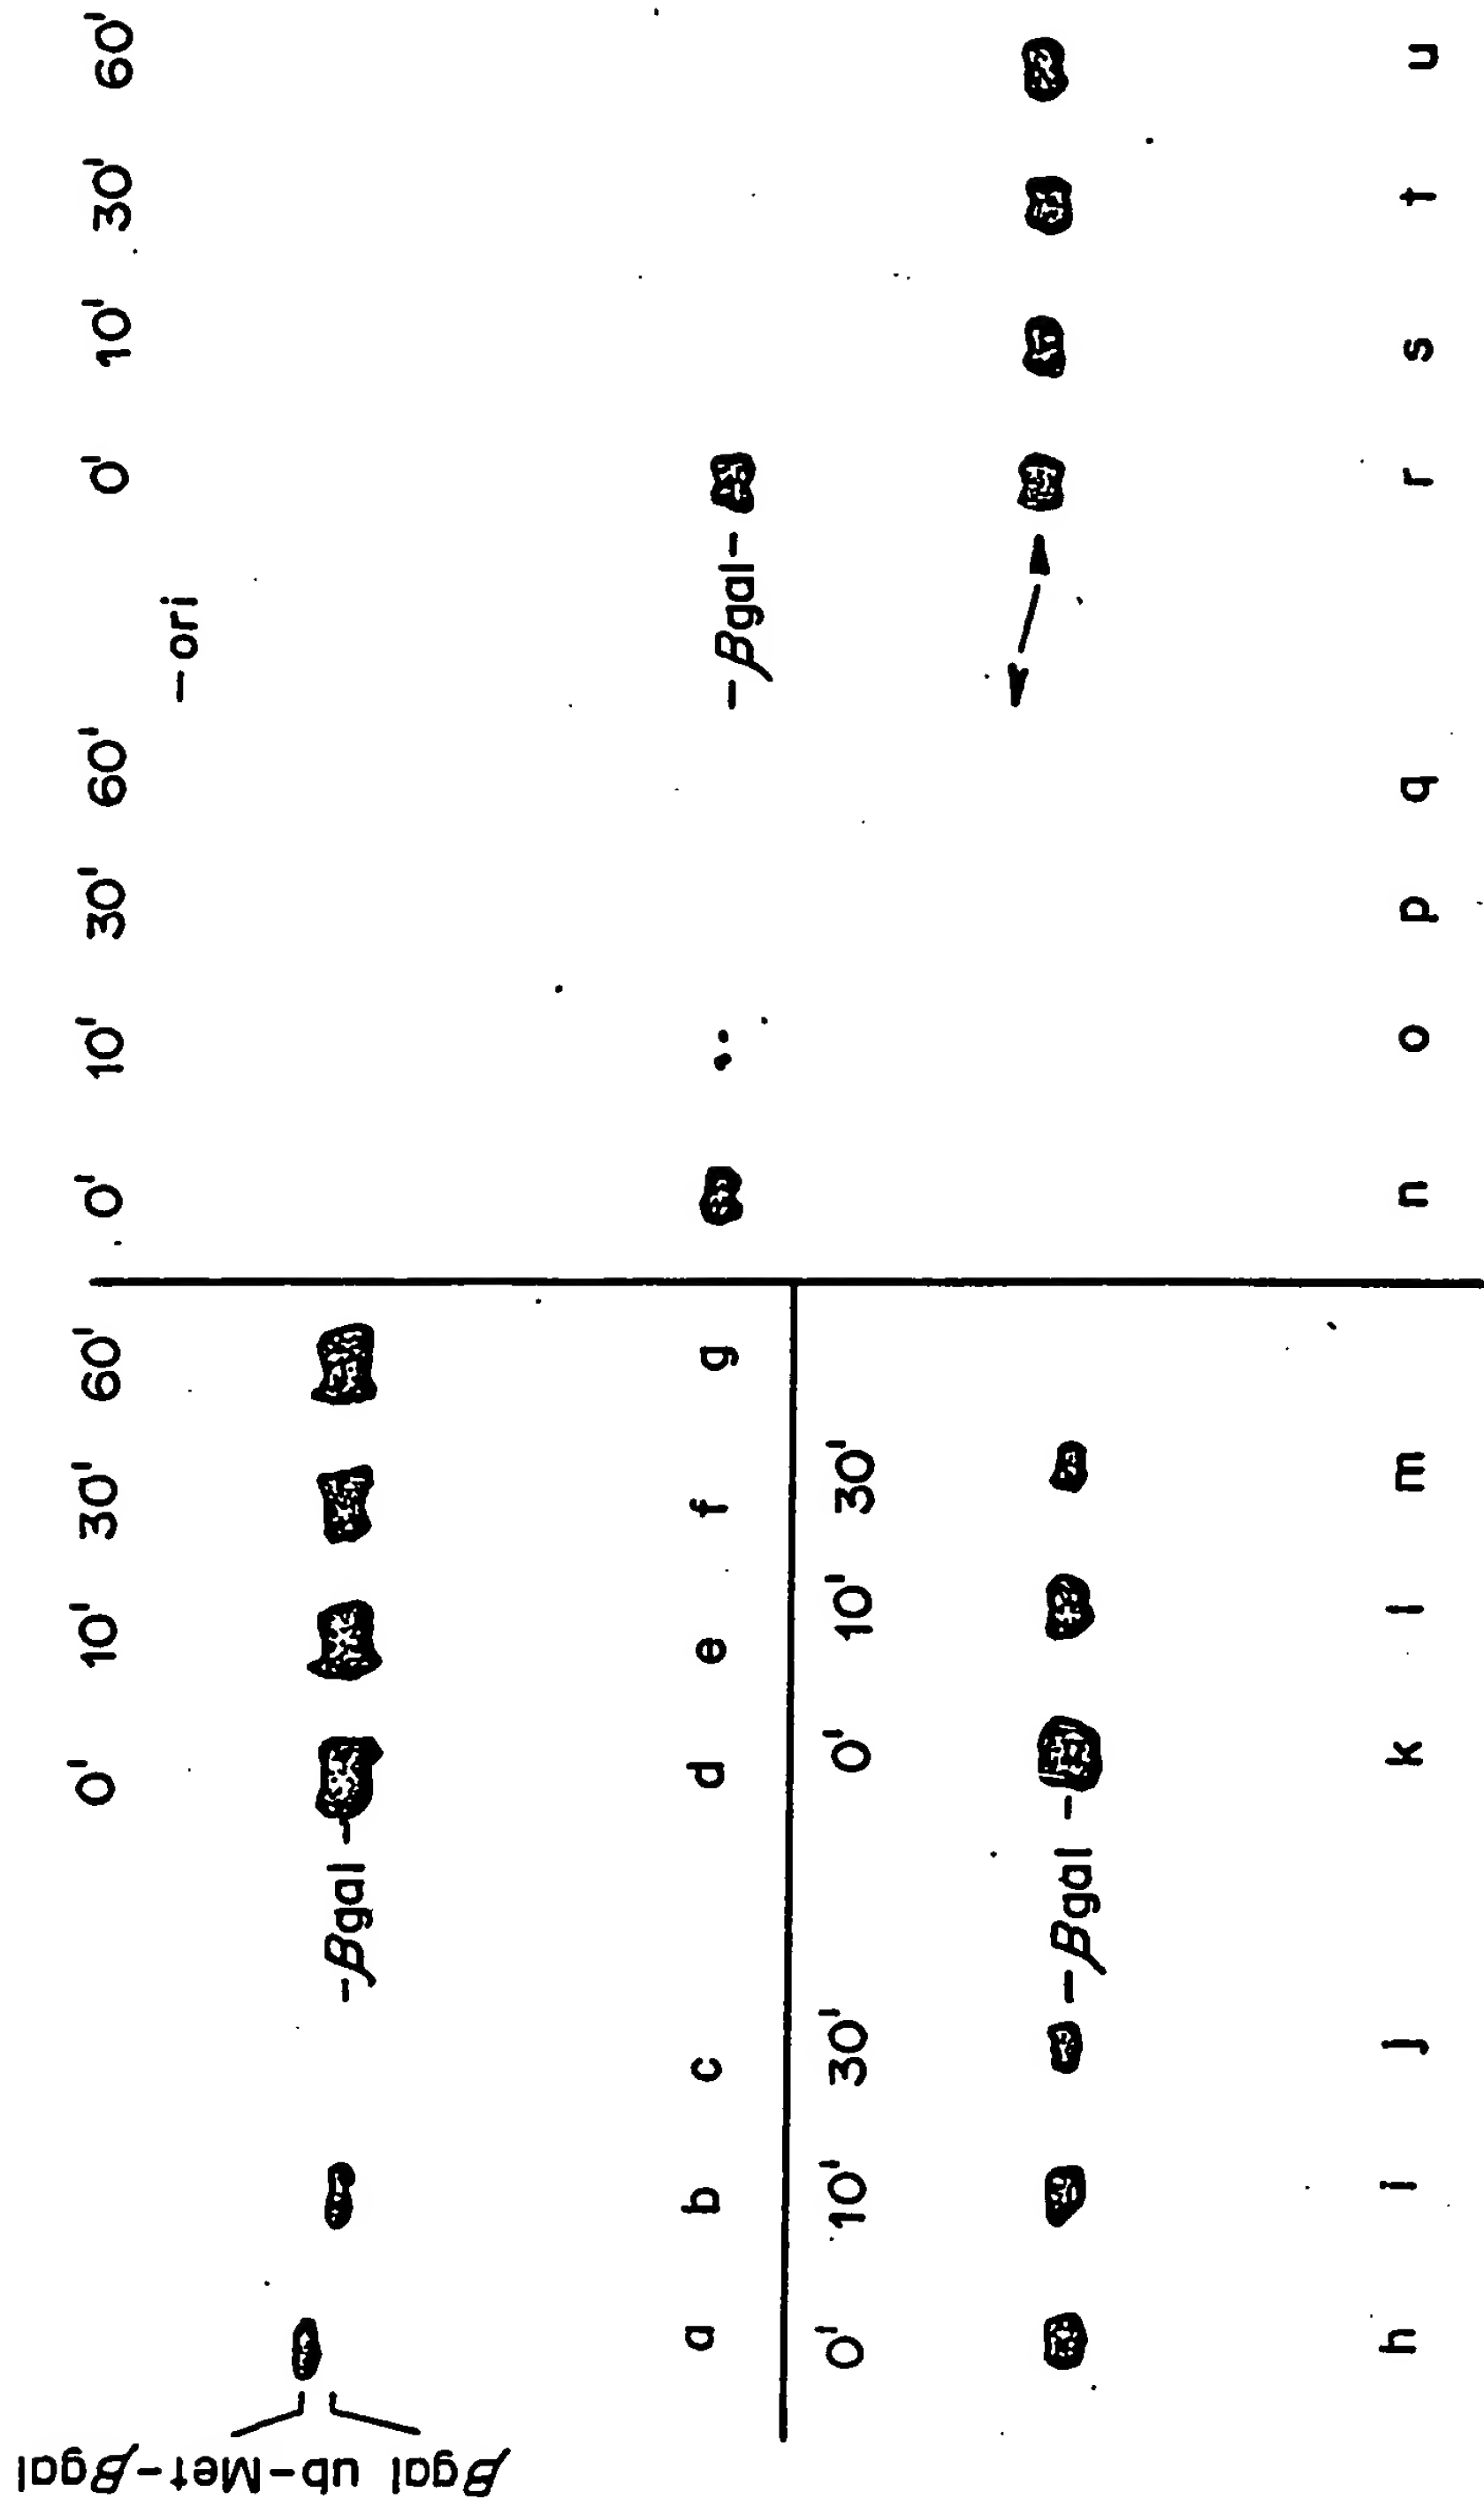 ub-Met-βgal
βgal
0' 10' 30' 60'
-βgal-
a b c d e f g
0' 10' 30' 0' 10' 30'
-βgal-
h i j k l m
0' 10' 30' 60' 0' 10' 30' 60'
-ori
-βgal-
n o p q r s t u